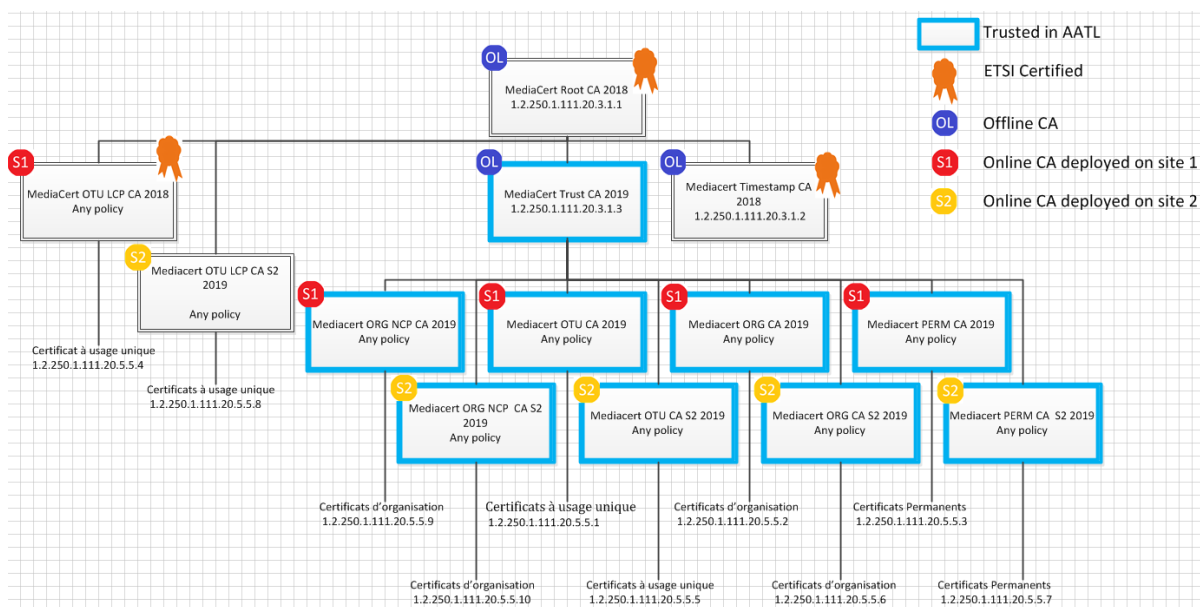 OL
MediaCert Root CA 2018
1.2.250.1.111.20.3.1.1
Trusted in AATL
ETSI Certified
OL
Offline CA
S1
Online CA deployed on site 1
S2
Online CA deployed on site 2
S1
MediaCert OTU LCP CA 2018
Any policy
OL
MediaCert Trust CA 2019
1.2.250.1.111.20.3.1.3
OL
Mediacert Timestamp CA
2018
1.2.250.1.111.20.3.1.2
S2
Mediacert OTU LCP CA S2
2019
Any policy
S1
Mediacert ORG NCP CA 2019
Any policy
S1
Mediacert OTU CA 2019
Any policy
S1
Mediacert ORG CA 2019
Any policy
S1
Mediacert PERM CA 2019
Any policy
Certificat à usage unique
1.2.250.1.111.20.5.5.4
Certificats à usage unique
1.2.250.1.111.20.5.5.8
S2
Mediacert ORG NCP CA S2
2019
Any policy
S2
Mediacert OTU CA S2 2019
Any policy
S2
Mediacert ORG CA S2 2019
Any policy
S2
Mediacert PERM CA S2 2019
Any policy
Certificats d'organisation
1.2.250.1.111.20.5.5.9
Certificats à usage unique
1.2.250.1.111.20.5.5.1
Certificats d'organisation
1.2.250.1.111.20.5.5.2
Certificats Permanents
1.2.250.1.111.20.5.5.3
Certificats d'organisation
1.2.250.1.111.20.5.5.10
Certificats à usage unique
1.2.250.1.111.20.5.5.5
Certificats d'organisation
1.2.250.1.111.20.5.5.6
Certificats Permanents
1.2.250.1.111.20.5.5.7